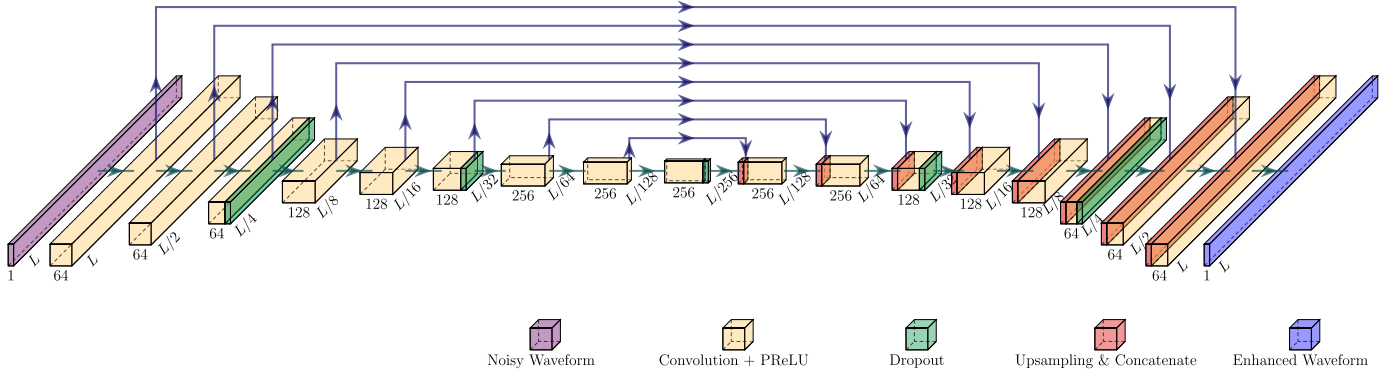 1 L
64 L
64 L/2
64 L/4
128 L/8
128 L/16
128 L/32
256 L/64
256 L/128
256 L/256
256 L/128
256 L/64
128 L/32
128 L/16
128 L/8
64 L/4
64 L/2
64 L
1 L
Noisy Waveform
Convolution + PReLU
Dropout
Upsampling & Concatenate
Enhanced Waveform